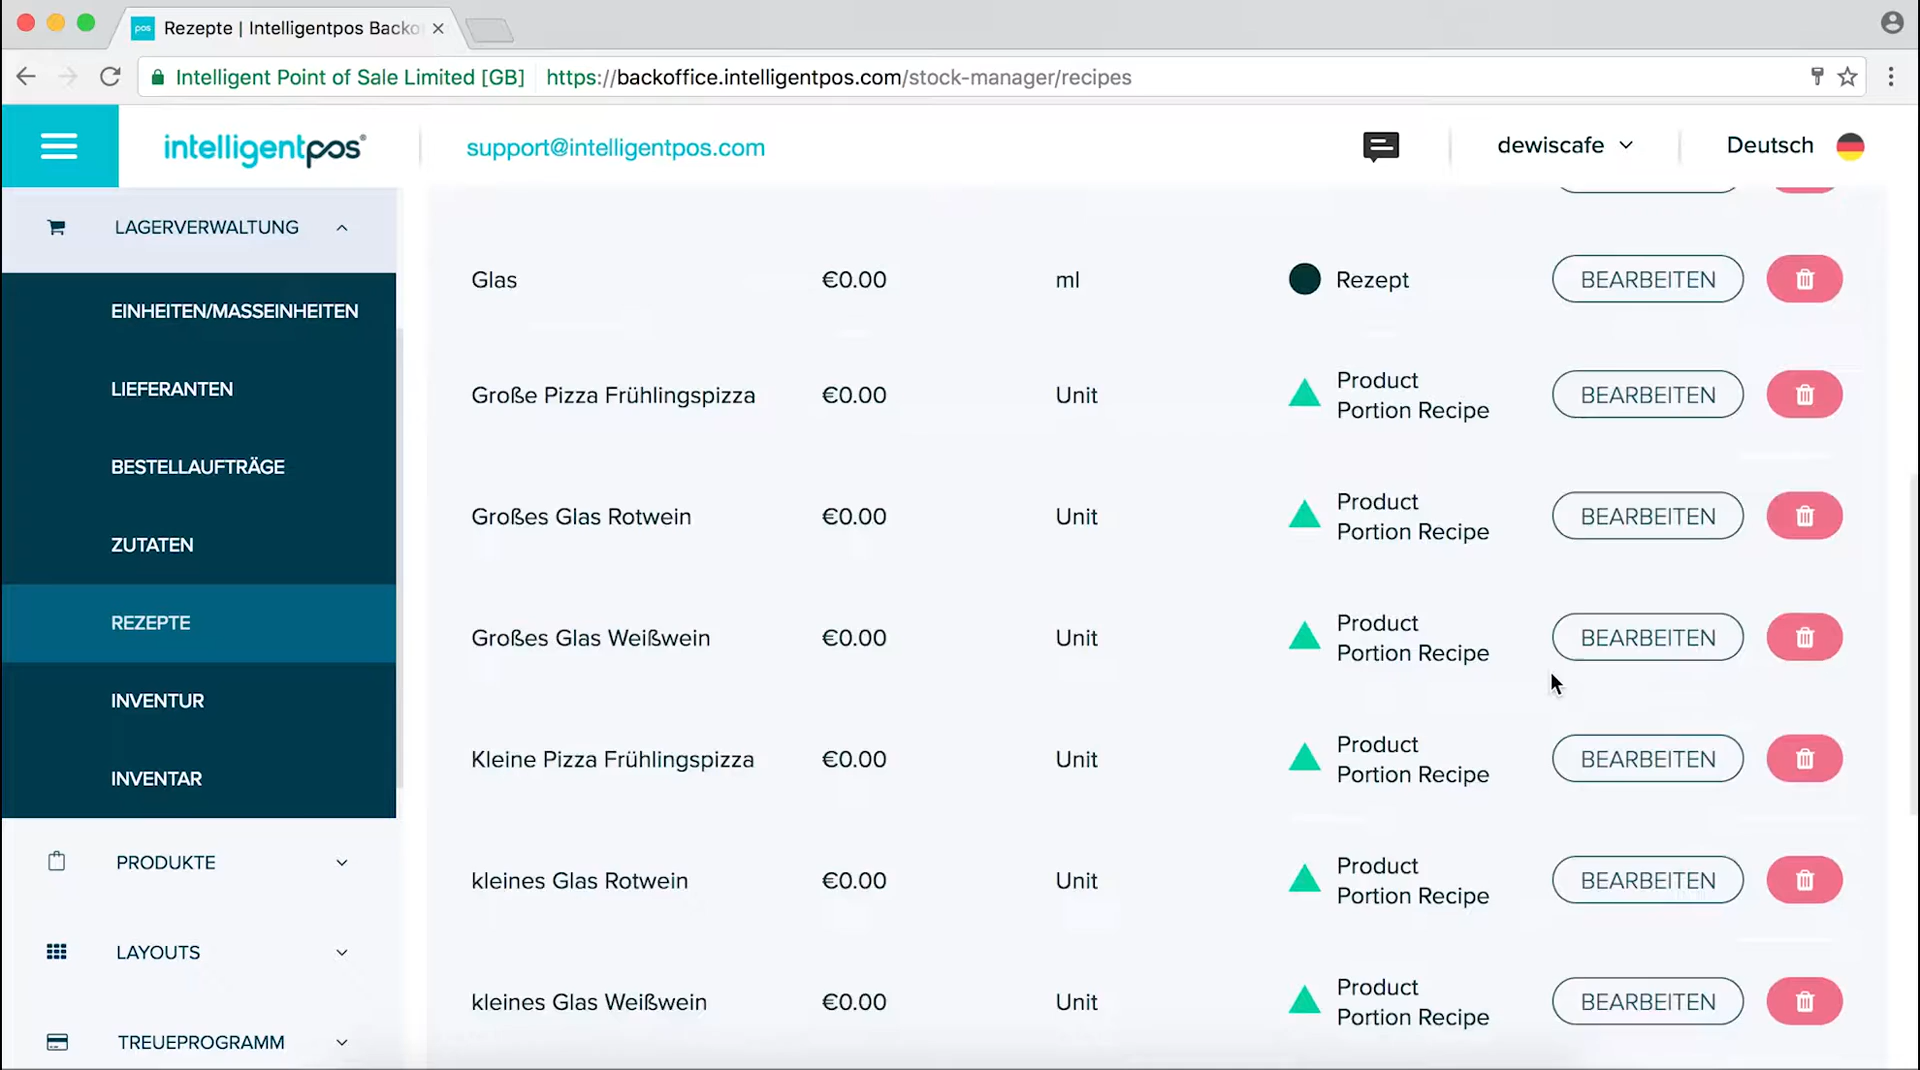 Rezepte | Intelligentpos Backo
Intelligent Point of Sale Limited [GB] https://backoffice.intelligentpos.com/stock-manager/recipes
intelligentpos support@intelligentpos.com dewiscafe Deutsch
LAGERVERWALTUNG
EINHEITEN/MASSEINHEITEN
LIEFERANTEN
BESTELLAUFTRÄGE
ZUTATEN
REZEPTE
INVENTUR
INVENTAR
PRODUKTE
LAYOUTS
TREUEPROGRAMM
Glas €0.00 ml Rezept BEARBEITEN
Große Pizza Frühlingspizza €0.00 Unit Product
Portion Recipe BEARBEITEN
Großes Glas Rotwein €0.00 Unit Product
Portion Recipe BEARBEITEN
Großes Glas Weißwein €0.00 Unit Product
Portion Recipe BEARBEITEN
Kleine Pizza Frühlingspizza €0.00 Unit Product
Portion Recipe BEARBEITEN
kleines Glas Rotwein €0.00 Unit Product
Portion Recipe BEARBEITEN
kleines Glas Weißwein €0.00 Unit Product
Portion Recipe BEARBEITEN